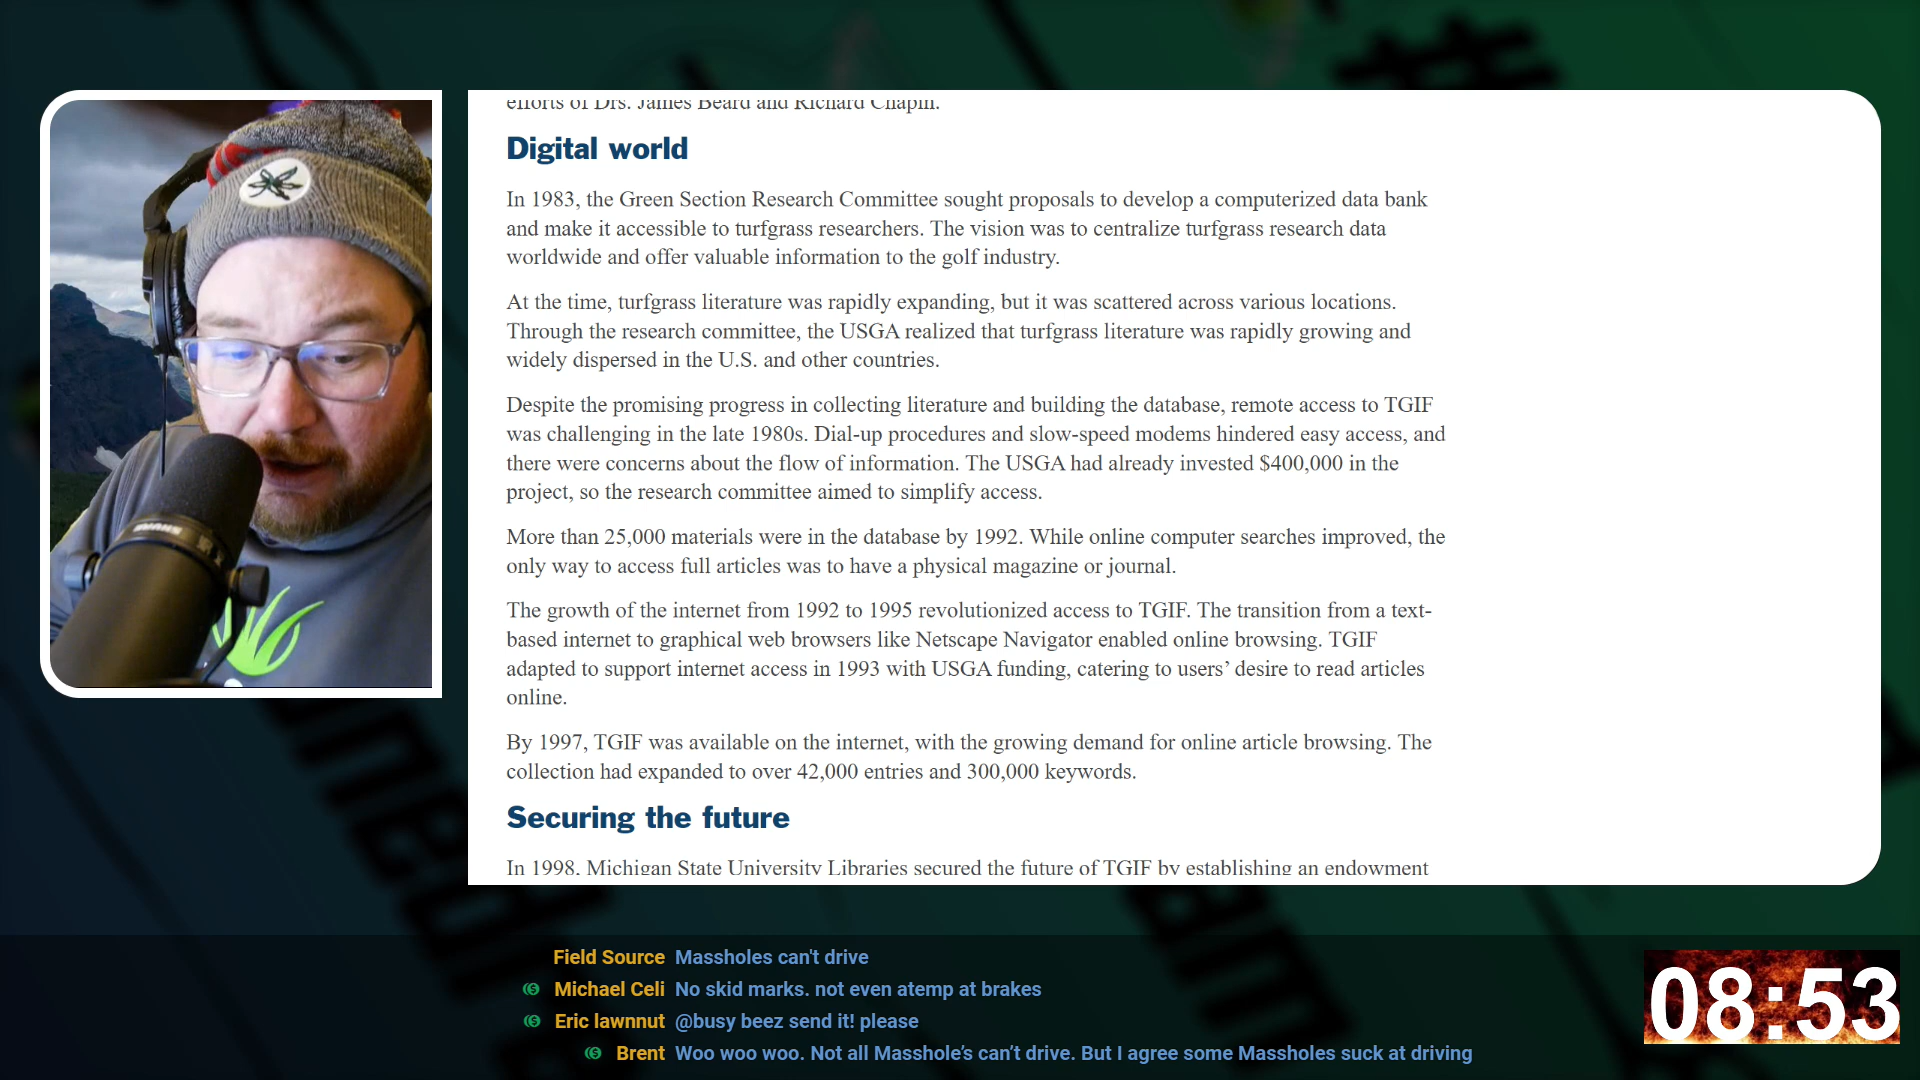 efforts of Drs. James Beard and Richard Chapin.
Digital world
In 1983, the Green Section Research Committee sought proposals to develop a computerized data bank
and make it accessible to turfgrass researchers. The vision was to centralize turfgrass research data
worldwide and offer valuable information to the golf industry.
At the time, turfgrass literature was rapidly expanding, but it was scattered across various locations.
Through the research committee, the USGA realized that turfgrass literature was rapidly growing and
widely dispersed in the U.S. and other countries.
Despite the promising progress in collecting literature and building the database, remote access to TGIF
was challenging in the late 1980s. Dial-up procedures and slow-speed modems hindered easy access, and
there were concerns about the flow of information. The USGA had already invested $400,000 in the
project, so the research committee aimed to simplify access.
More than 25,000 materials were in the database by 1992. While online computer searches improved, the
only way to access full articles was to have a physical magazine or journal.
The growth of the internet from 1992 to 1995 revolutionized access to TGIF. The transition from a text-
based internet to graphical web browsers like Netscape Navigator enabled online browsing. TGIF
adapted to support internet access in 1993 with USGA funding, catering to users’ desire to read articles
online.
By 1997, TGIF was available on the internet, with the growing demand for online article browsing. The
collection had expanded to over 42,000 entries and 300,000 keywords.
Securing the future
In 1998, Michigan State University Libraries secured the future of TGIF by establishing an endowment
Field Source Massholes can't drive
Michael Celi No skid marks. not even atemp at brakes
Eric lawnnut @busy beez send it! please
Brent Woo woo woo. Not all Masshole’s can’t drive. But I agree some Massholes suck at driving
08:53